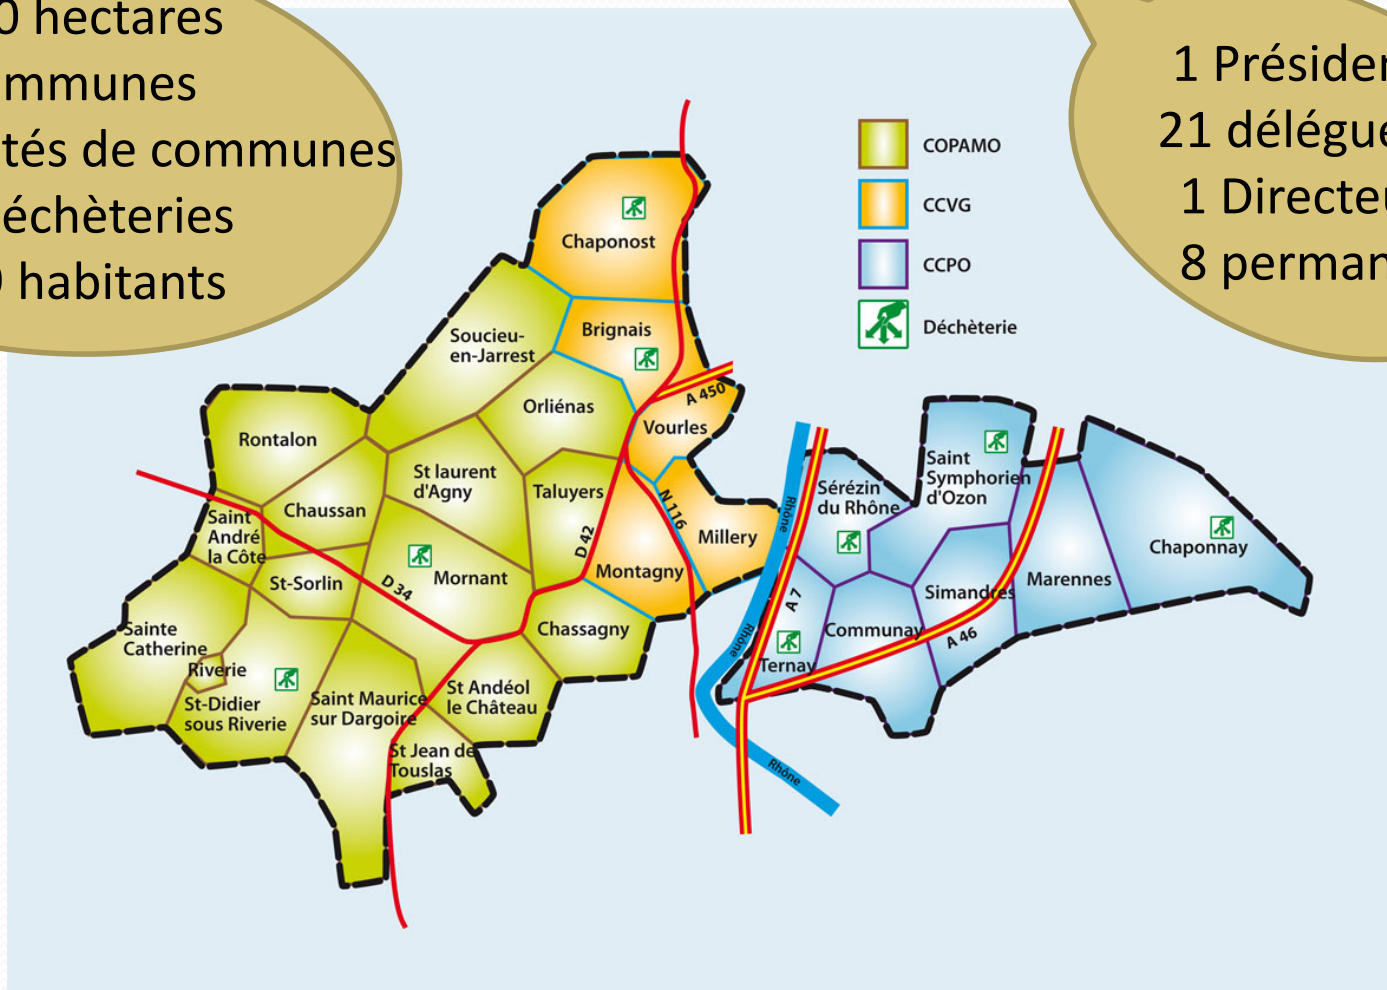 0 hectares
mmunes
tés de communes
échèteries
habitants
1 Présiden
21 délégué
1 Directeu
8 perman
COPAMO
CCVG
CCPO
Déchèterie
Chaponost
Brignais
Soucieu-
en-Jarrest
A 450
Orliénas
Vourles
Rontalon
St laurent
d'Agny
Taluyers
Chaussan
N 116
Millery
Saint
André
la Côte
D 42
Montagny
St-Sorlin
D 34
Mornant
Chassagny
Sainte
Catherine
Riverie
St-Didier
sous Riverie
Saint Maurice
sur Dargoire
St Andéol
le Château
St Jean de
Touslas
Rhône
Rhône
Rhône
A 7
Sérézin
du Rhône
Saint
Symphorien
d'Ozon
Chaponnay
Marennes
Simandres
Communay
A 46
Ternay